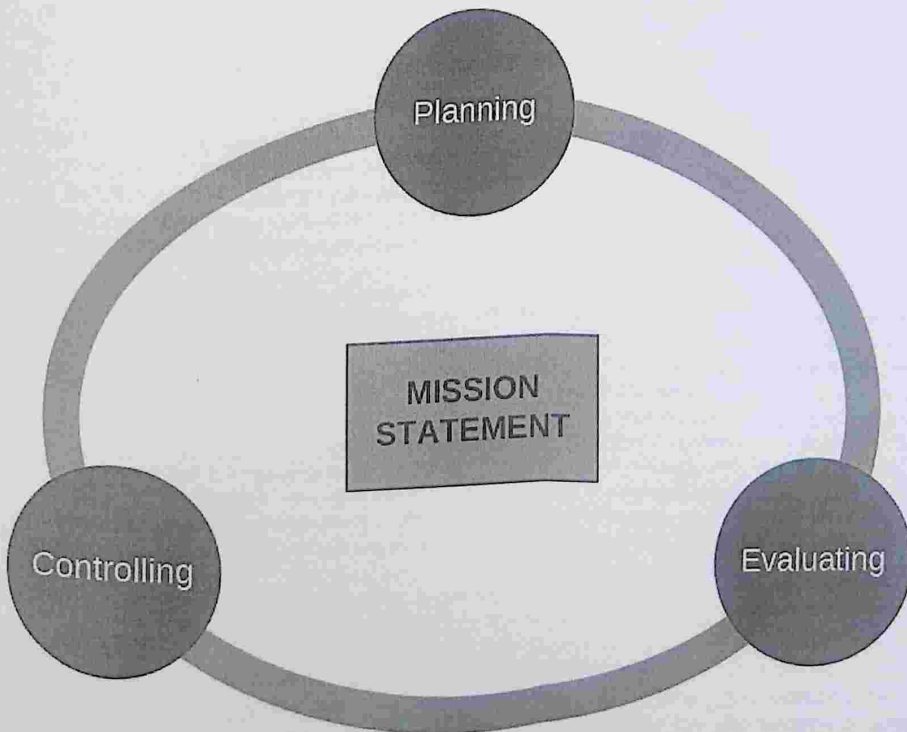 Planning
MISSION
STATEMENT
Controlling
Evaluating